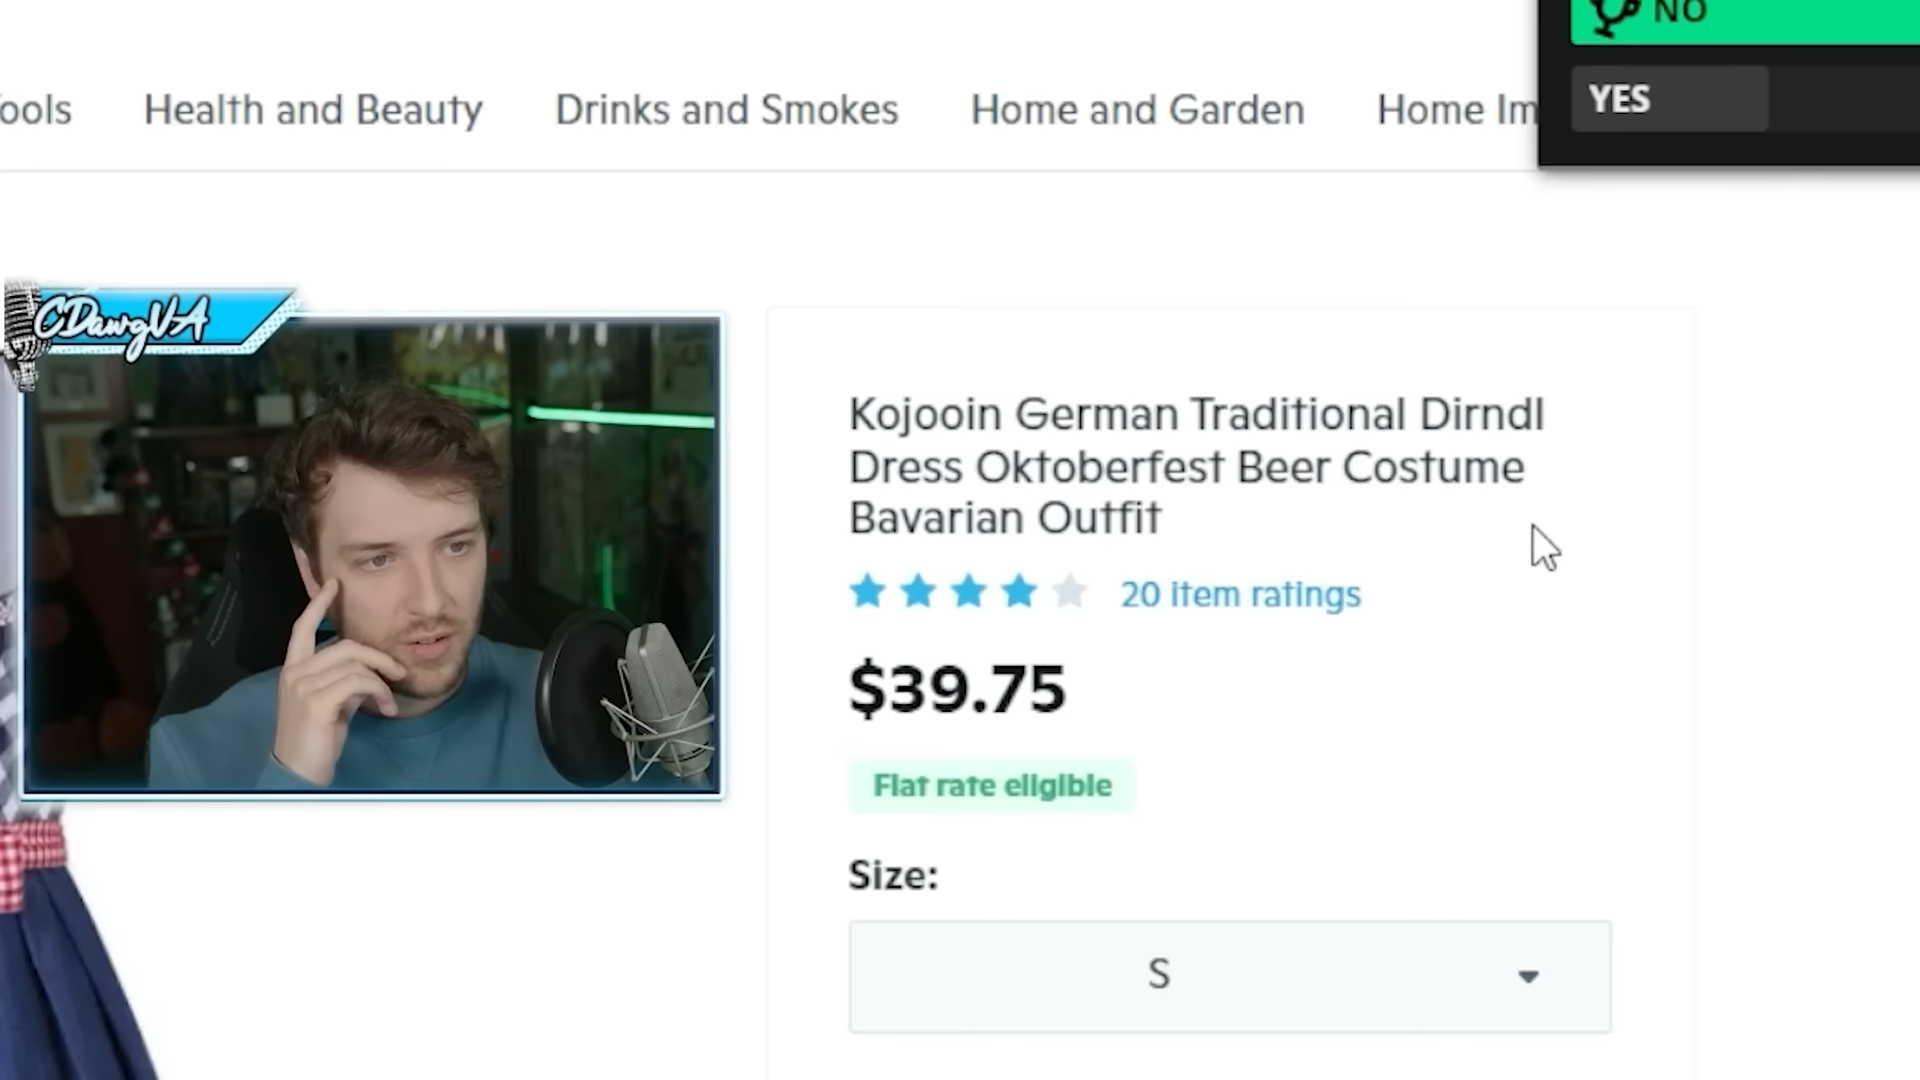 NO
YES
ools Health and Beauty Drinks and Smokes Home and Garden Home Im
CDawgVA
Kojooin German Traditional Dirndl
Dress Oktoberfest Beer Costume
Bavarian Outfit
20 item ratings
$39.75
Flat rate eligible
Size:
S